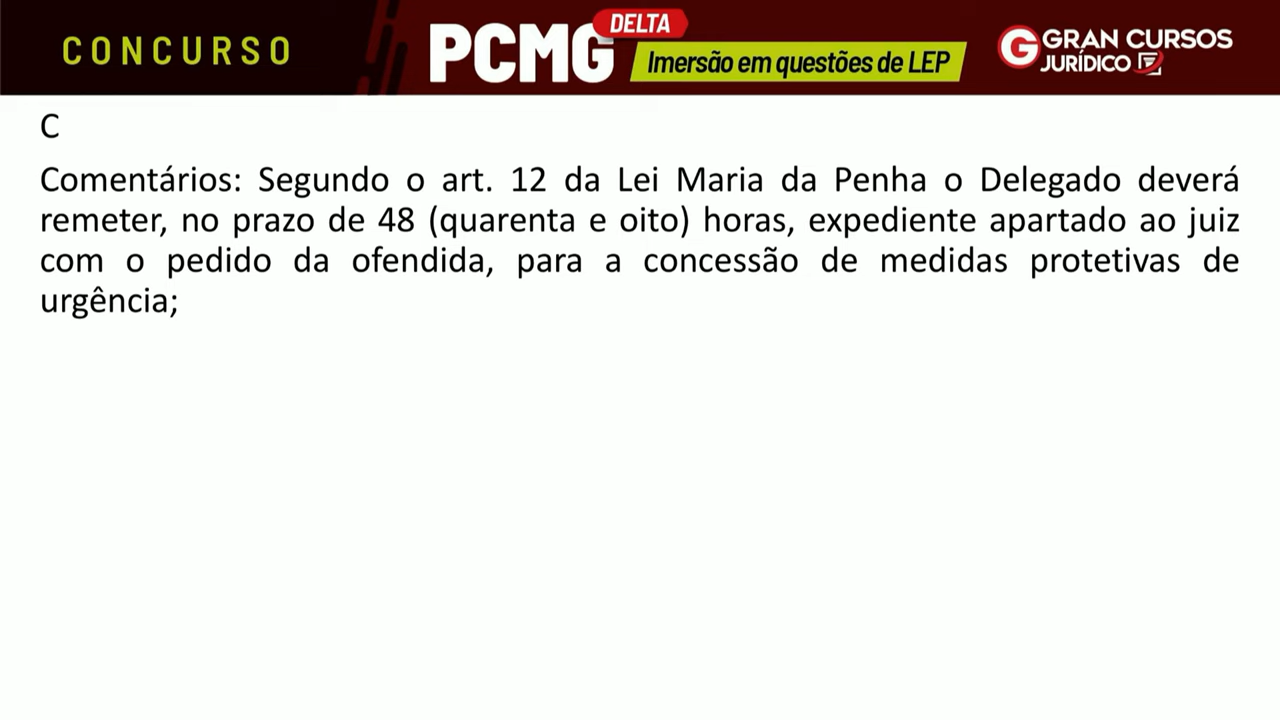 CONCURSO
PCMG
DELTA
Imersão em questões de LEP
GRAN CURSOS
JURÍDICO
C
Comentários: Segundo o art. 12 da Lei Maria da Penha o Delegado deverá
remeter, no prazo de 48 (quarenta e oito) horas, expediente apartado ao juiz
com o pedido da ofendida, para a concessão de medidas protetivas de
urgência;